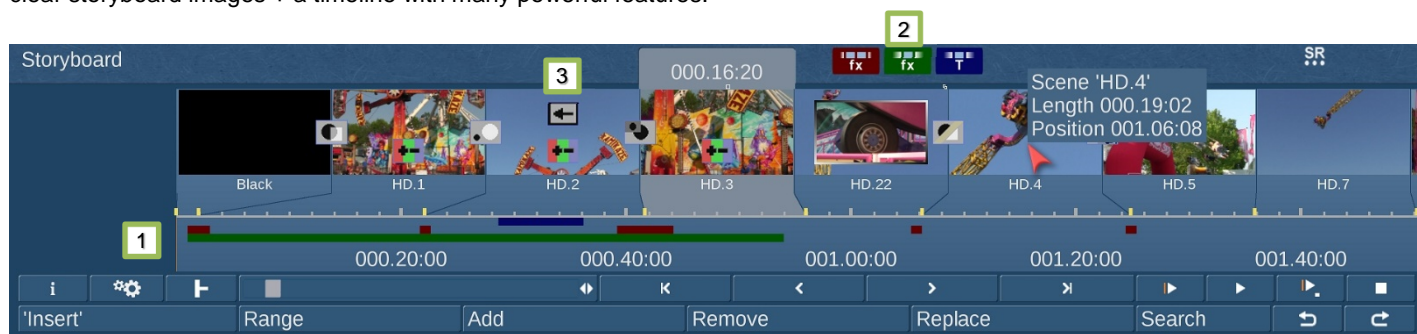 clear storyboard images + a timeline with many powerful features.
2
Storyboard
SR
3
000.16:20
fx fx T
Scene 'HD.4'
Length 000.19:02
Position 001.06:08
Black HD.1 HD.2 HD.3 HD.22 HD.4 HD.5 HD.7
1
000.20:00 000.40:00 001.00:00 001.20:00 001.40:00
i
'Insert' Range Add Remove Replace Search